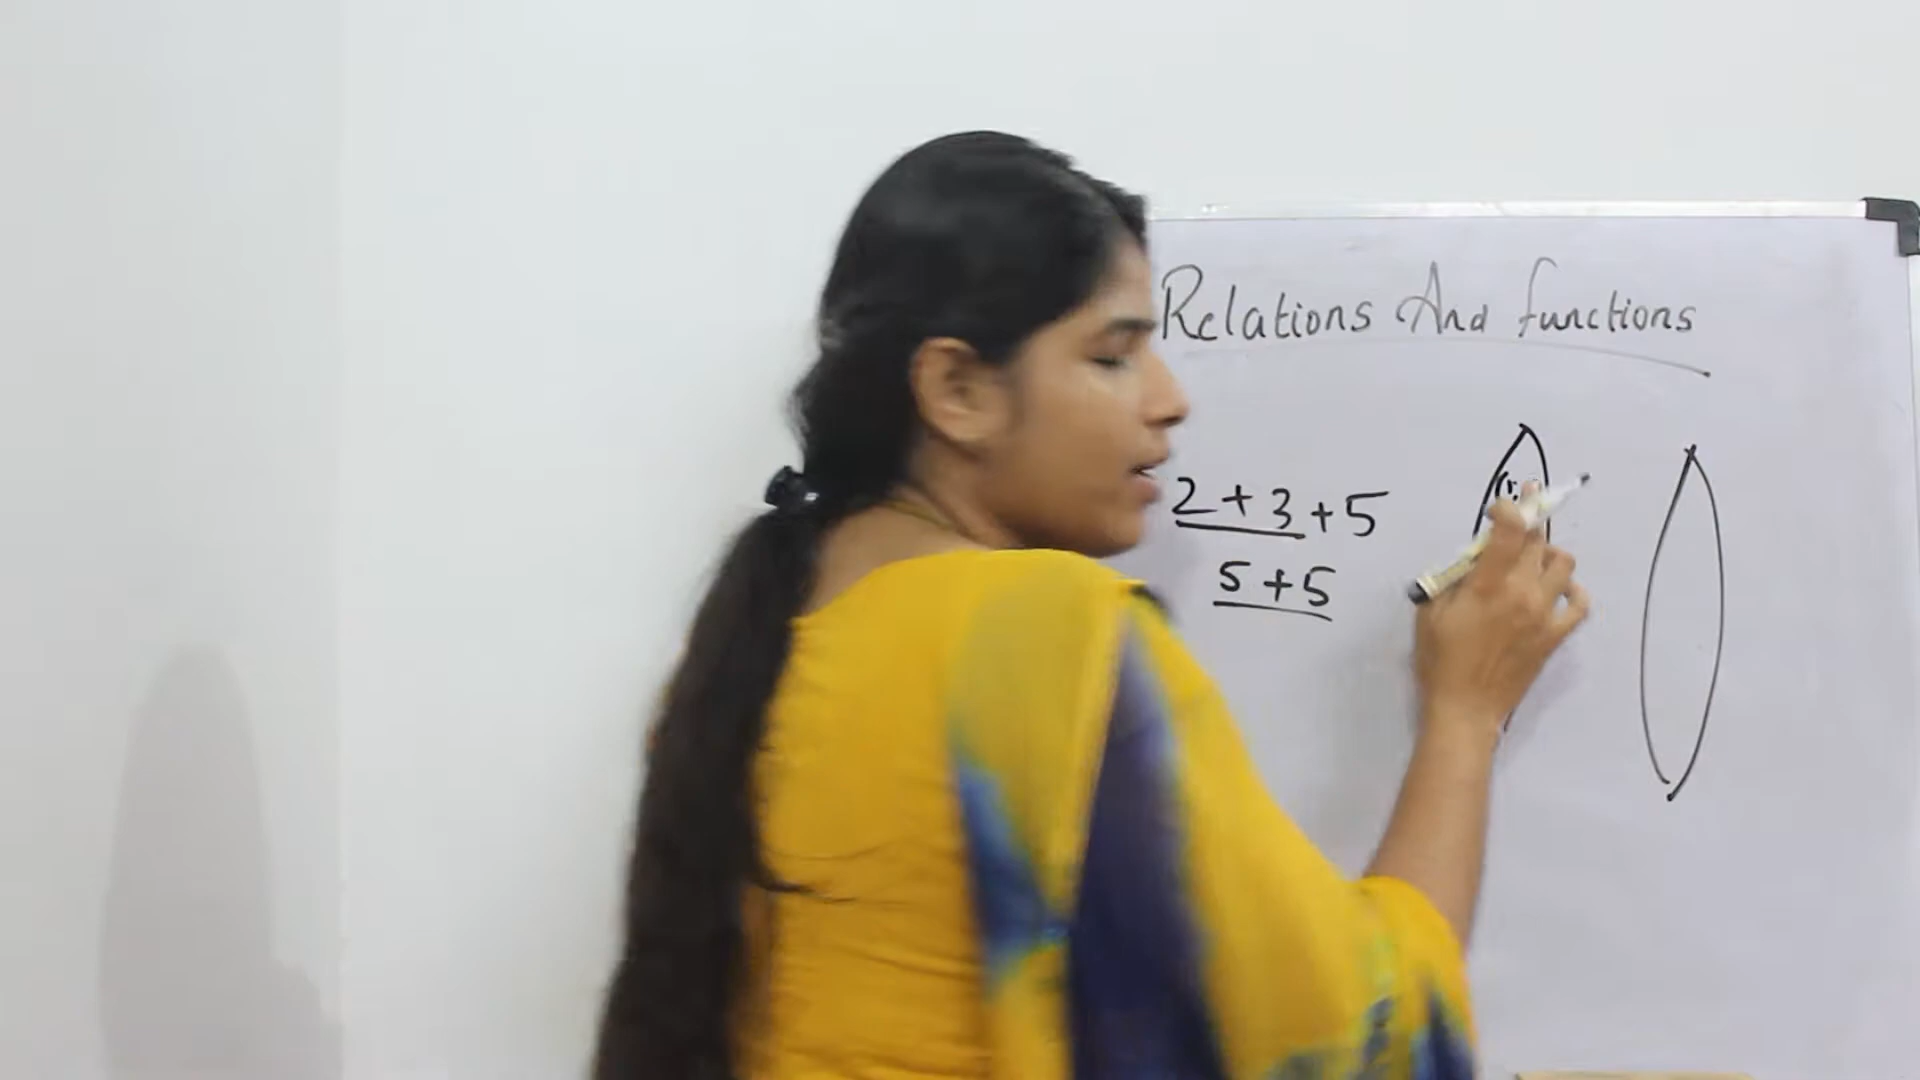 Relations And functions
2 + 3 + 5
5 + 5